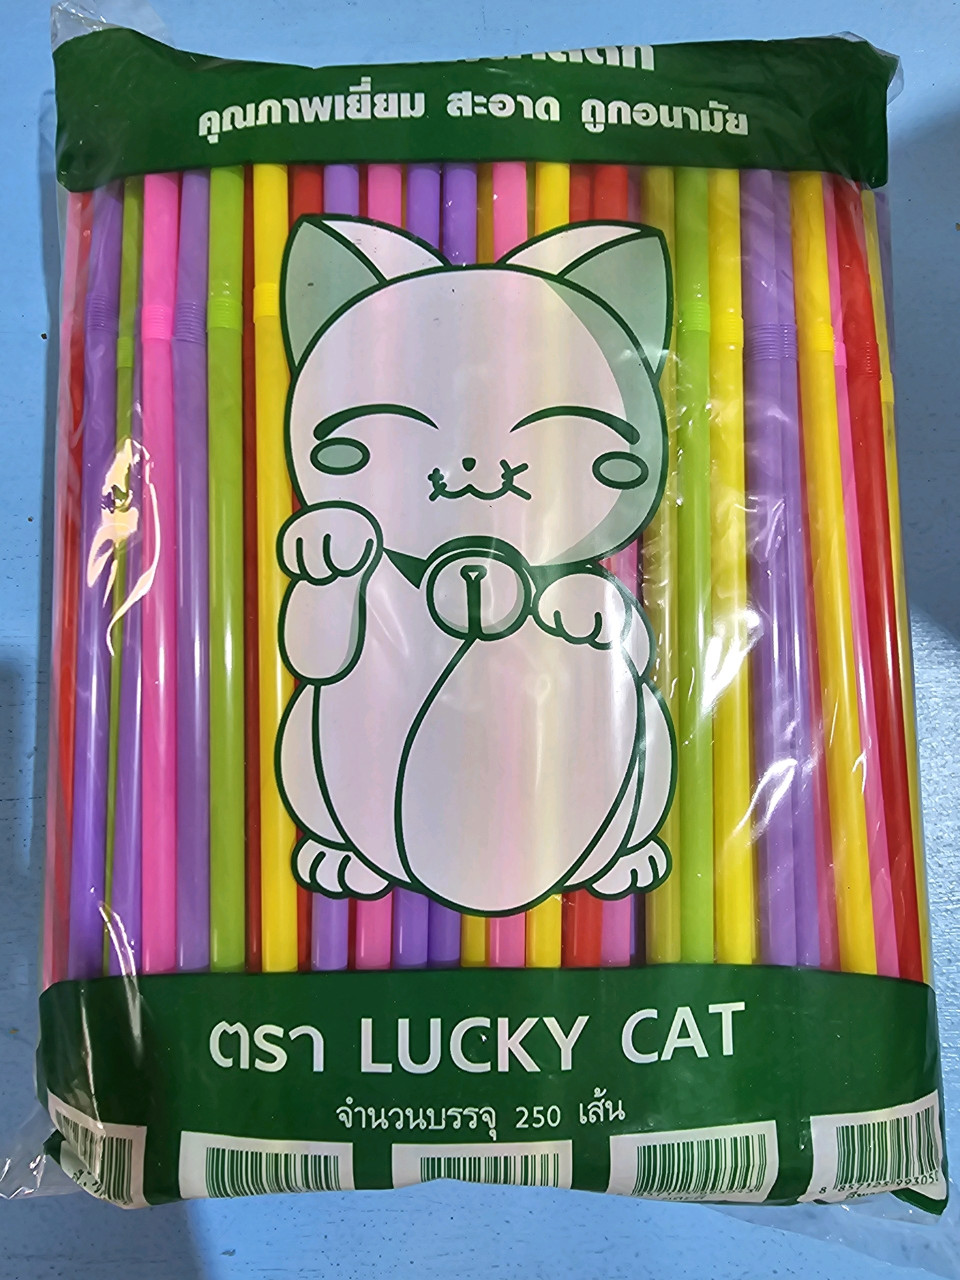 คุณภาพเยี่ยม สะอาด ถูกอนามัย
ตรา LUCKY CAT
จำนวนบรรจุ 250 เส้น